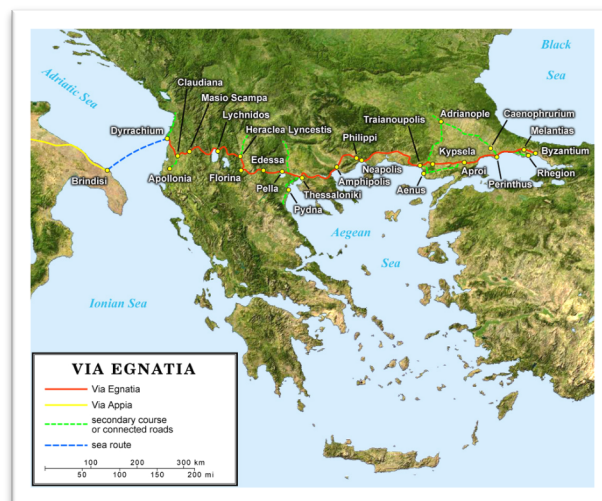 Black
Sea
Adriatic Sea
Claudiana
Masio Scampa
Lychnidos
Heraclea Lyncestis
Dyrrachium
Traianoupolis
Adrianople
Caenophrurium
Melantias
Byzantium
Philippi
Neapolis
Kypsela
Edessa
Brindisi
Apollonia
Florina
Pella
Amphipolis
Aenus
Aproi
Rhegion
Perinthus
Thessaloniki
Pydna
Aegean
Sea
Ionian Sea
VIA EGNATIA
Via Egnatia
Via Appia
secondary course
or connected roads
sea route
100 200 300 km
50 100 150 200 mi